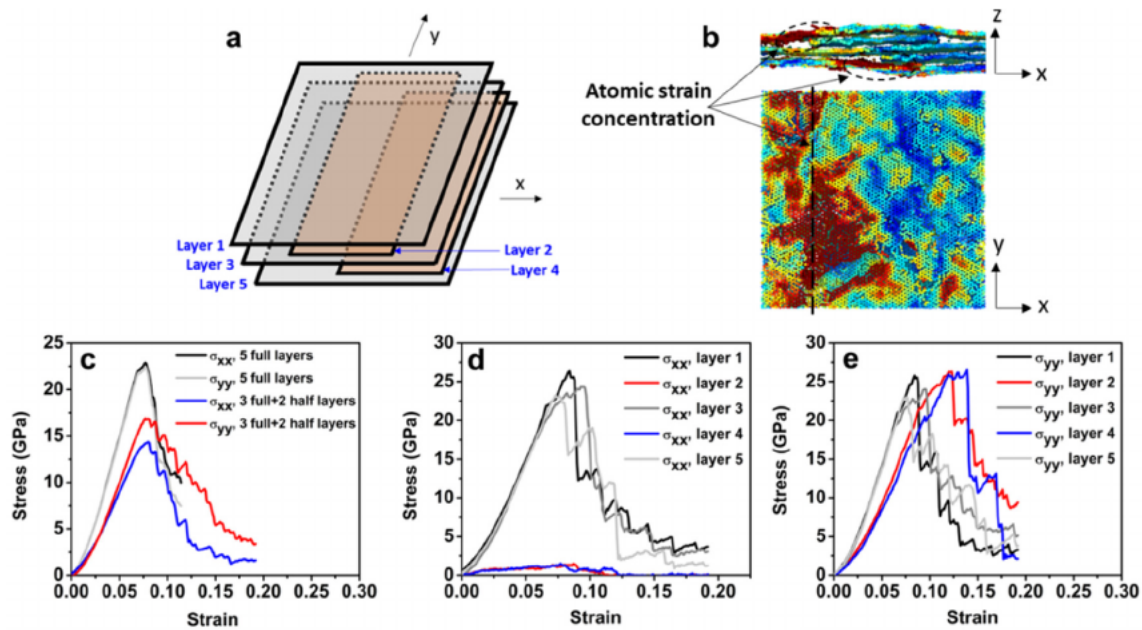 a
y
x
Layer 1
Layer 3
Layer 5
Layer 2
Layer 4
b
Atomic strain
concentration
z
x
y
x
c
σxx, 5 full layers
σyy, 5 full layers
σxx, 3 full+2 half layers
σyy, 3 full+2 half layers
Stress (GPa)
25
20
15
10
5
0
0.00 0.05 0.10 0.15 0.20 0.25
Strain
d
σxx, layer 1
σxx, layer 2
σxx, layer 3
σxx, layer 4
σxx, layer 5
Stress (GPa)
30
25
20
15
10
5
0
0.00 0.05 0.10 0.15 0.20
Strain
e
σyy, layer 1
σyy, layer 2
σyy, layer 3
σyy, layer 4
σyy, layer 5
Stress (GPa)
30
25
20
15
10
5
0
0.00 0.05 0.10 0.15 0.20 0.25 0.30
Strain